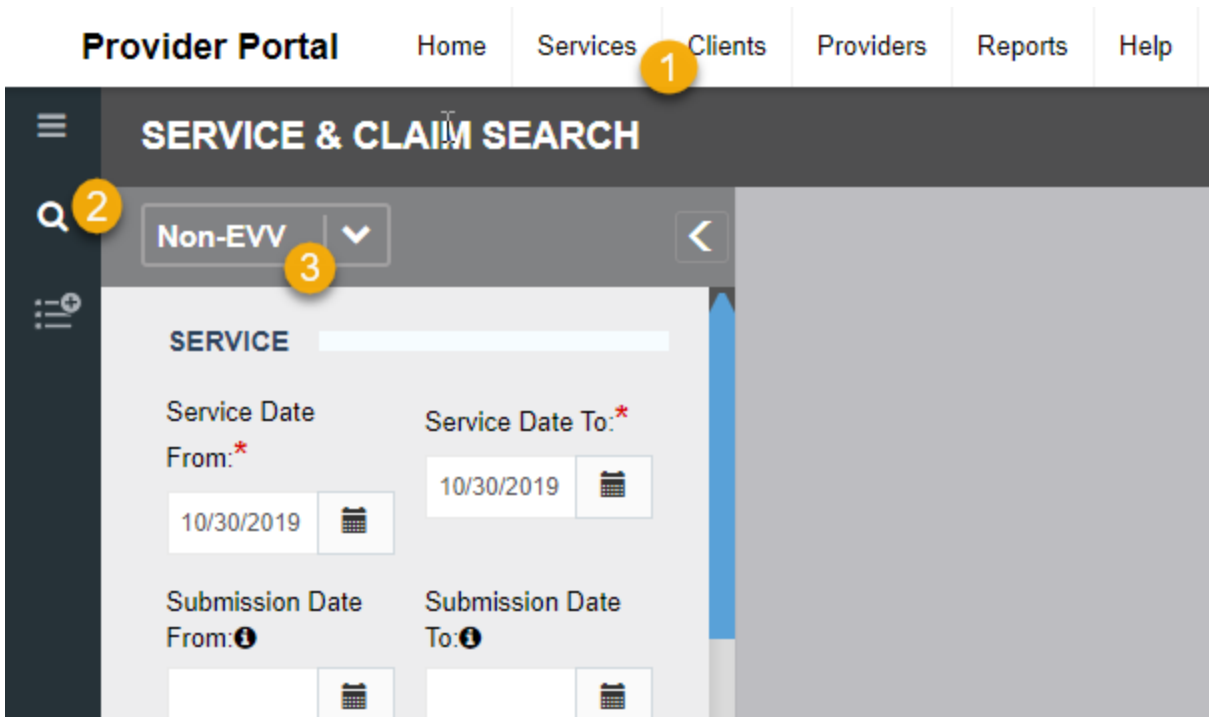 Provider Portal Home Services 1 Clients Providers Reports Help
SERVICE & CLAIM SEARCH
2
Non-EVV
3
SERVICE
Service Date
From:*
Service Date To:*
10/30/2019
10/30/2019
Submission Date
From:
Submission Date
To: